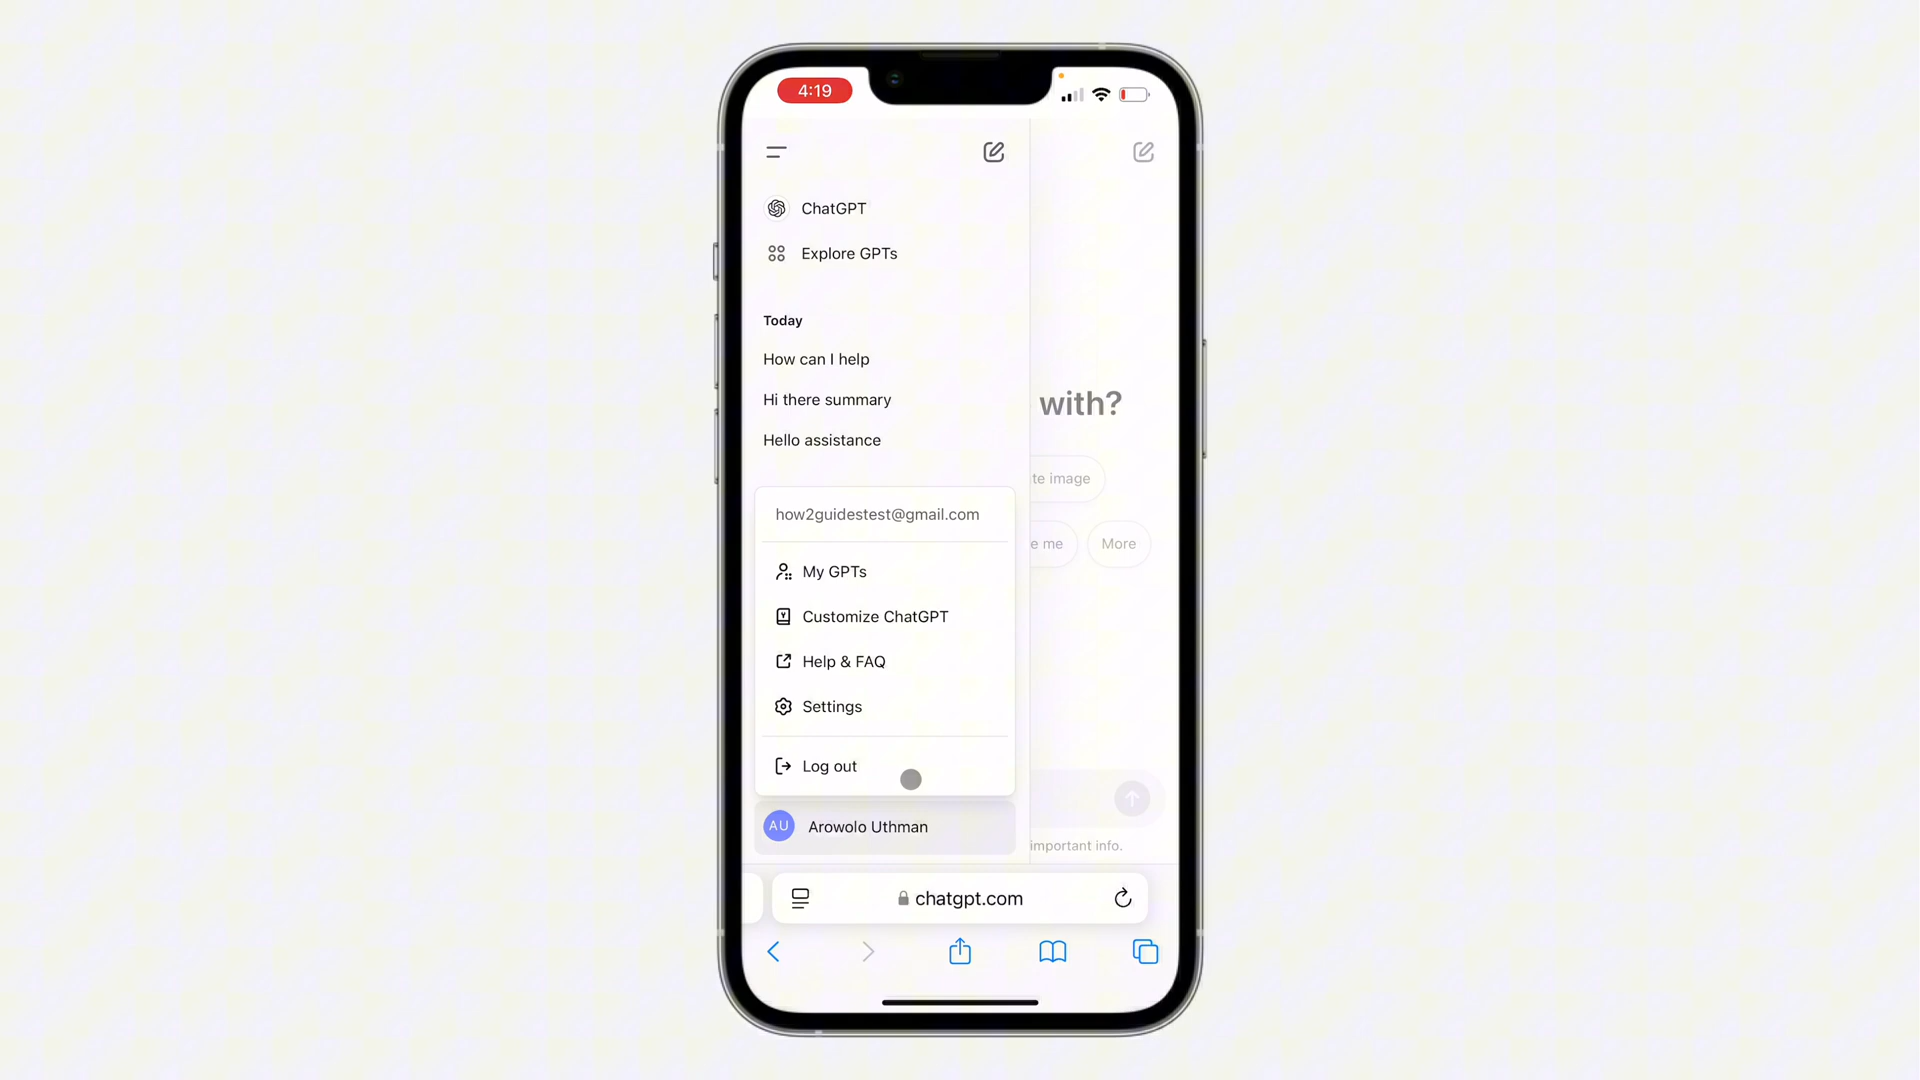 4:19
ChatGPT
Explore GPTs
Today
How can I help
Hi there summary
Hello assistance
with?
te image
e me
More
how2guidestest@gmail.com
My GPTs
Customize ChatGPT
Help & FAQ
Settings
Log out
AU
Arowolo Uthman
important info.
chatgpt.com